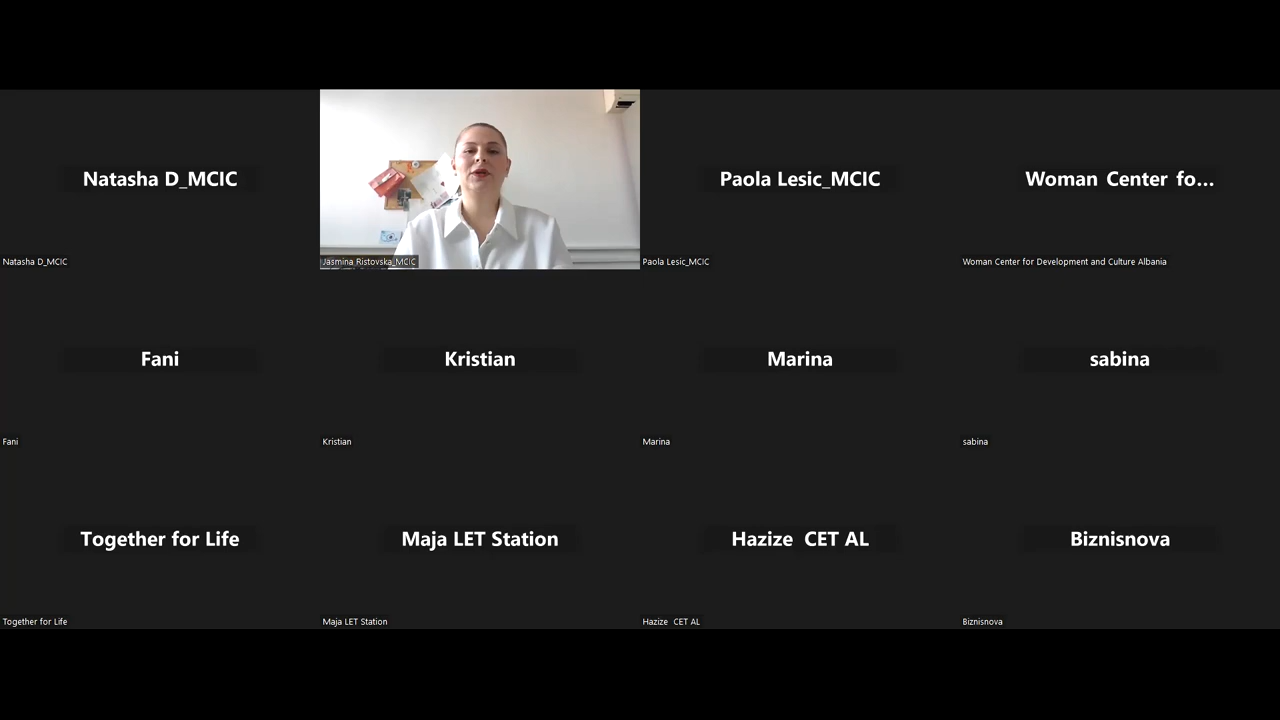 Natasha D_MCIC
Paola Lesic_MCIC
Woman Center fo...
Natasha D_MCIC
Jasmina Ristovska_MCIC
Paola Lesic_MCIC
Woman Center for Development and Culture Albania
Fani
Kristian
Marina
sabina
Fani
Kristian
Marina
sabina
Together for Life
Maja LET Station
Hazize CET AL
Biznisnova
Together for Life
Maja LET Station
Hazize CET AL
Biznisnova